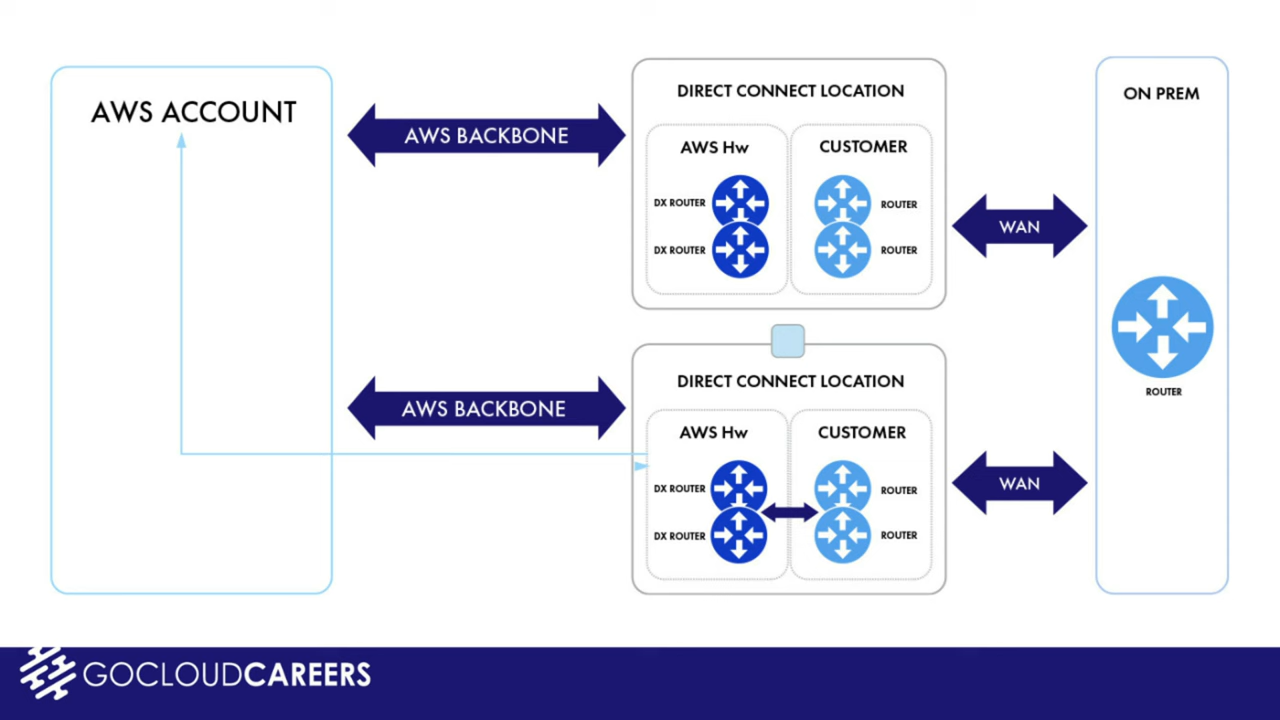 AWS ACCOUNT
AWS BACKBONE
DIRECT CONNECT LOCATION
AWS Hw
CUSTOMER
DX ROUTER
ROUTER
DX ROUTER
ROUTER
WAN
ON PREM
ROUTER
AWS BACKBONE
DIRECT CONNECT LOCATION
AWS Hw
CUSTOMER
DX ROUTER
ROUTER
DX ROUTER
ROUTER
WAN
GOCLOUDCAREERS